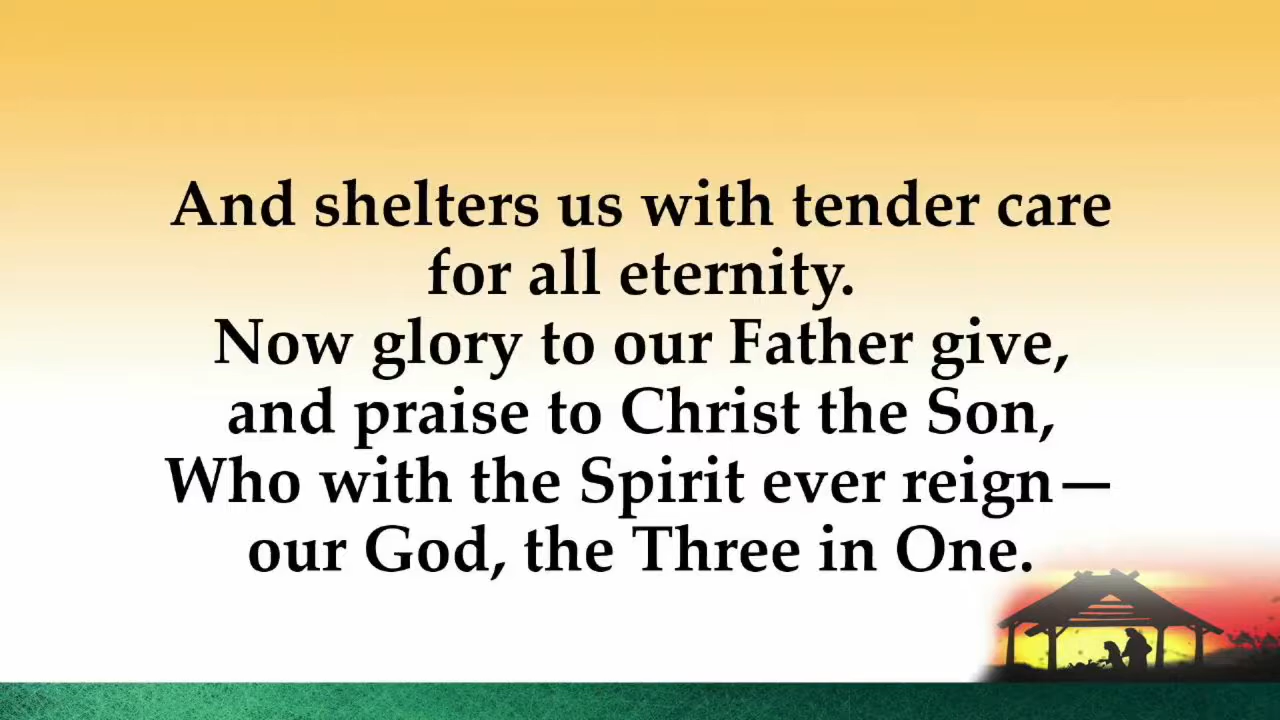 And shelters us with tender care
for all eternity.
Now glory to our Father give,
and praise to Christ the Son,
Who with the Spirit ever reign—
our God, the Three in One.